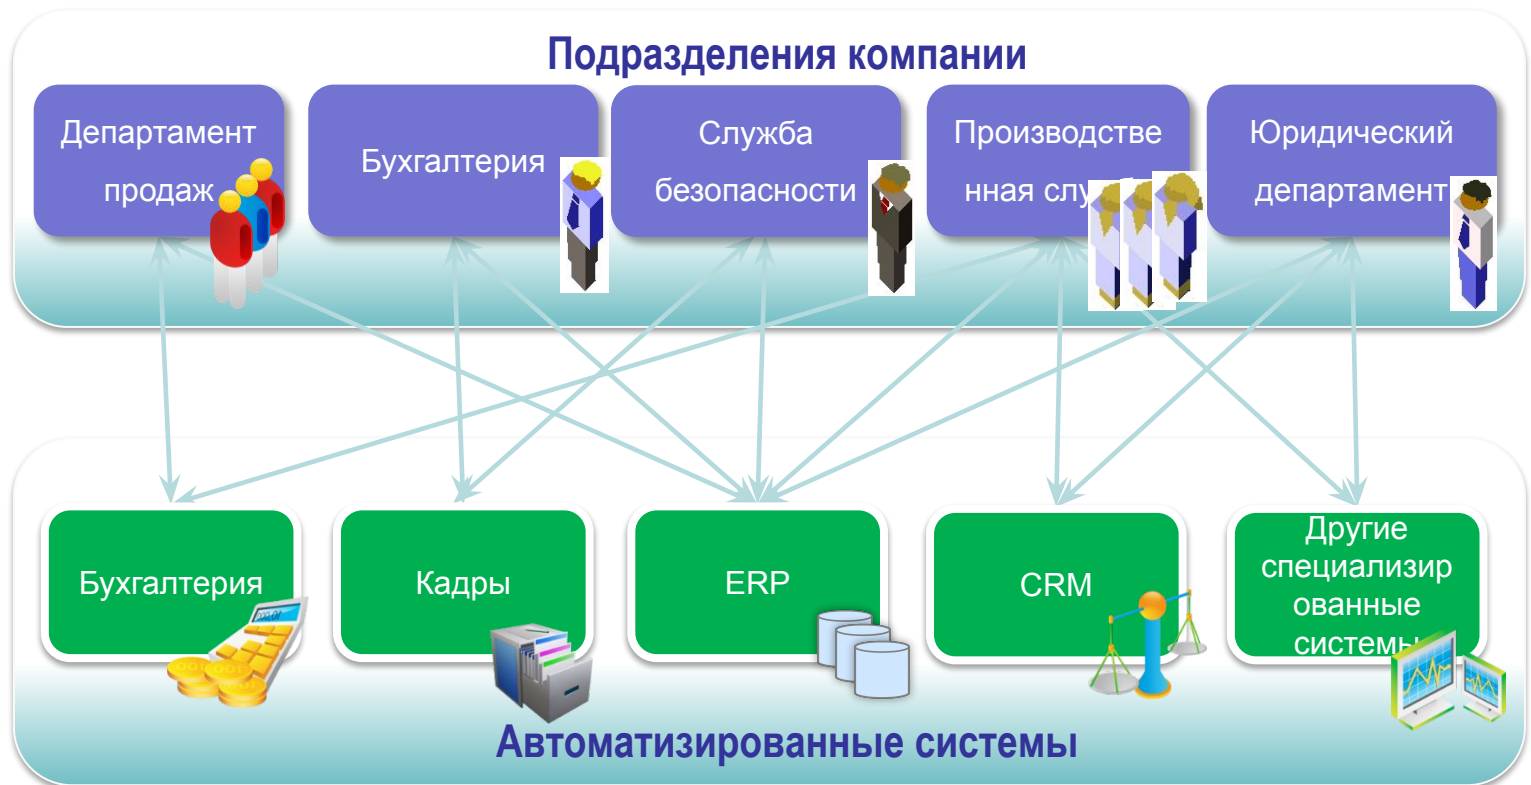 Подразделения компании
Департамент
продаж
Бухгалтерия
Служба
безопасности
Производстве
нная
Юридический
департамент
Бухгалтерия
Кадры
ERP
CRM
Другие
специализир
ованные
системы
Автоматизированные системы